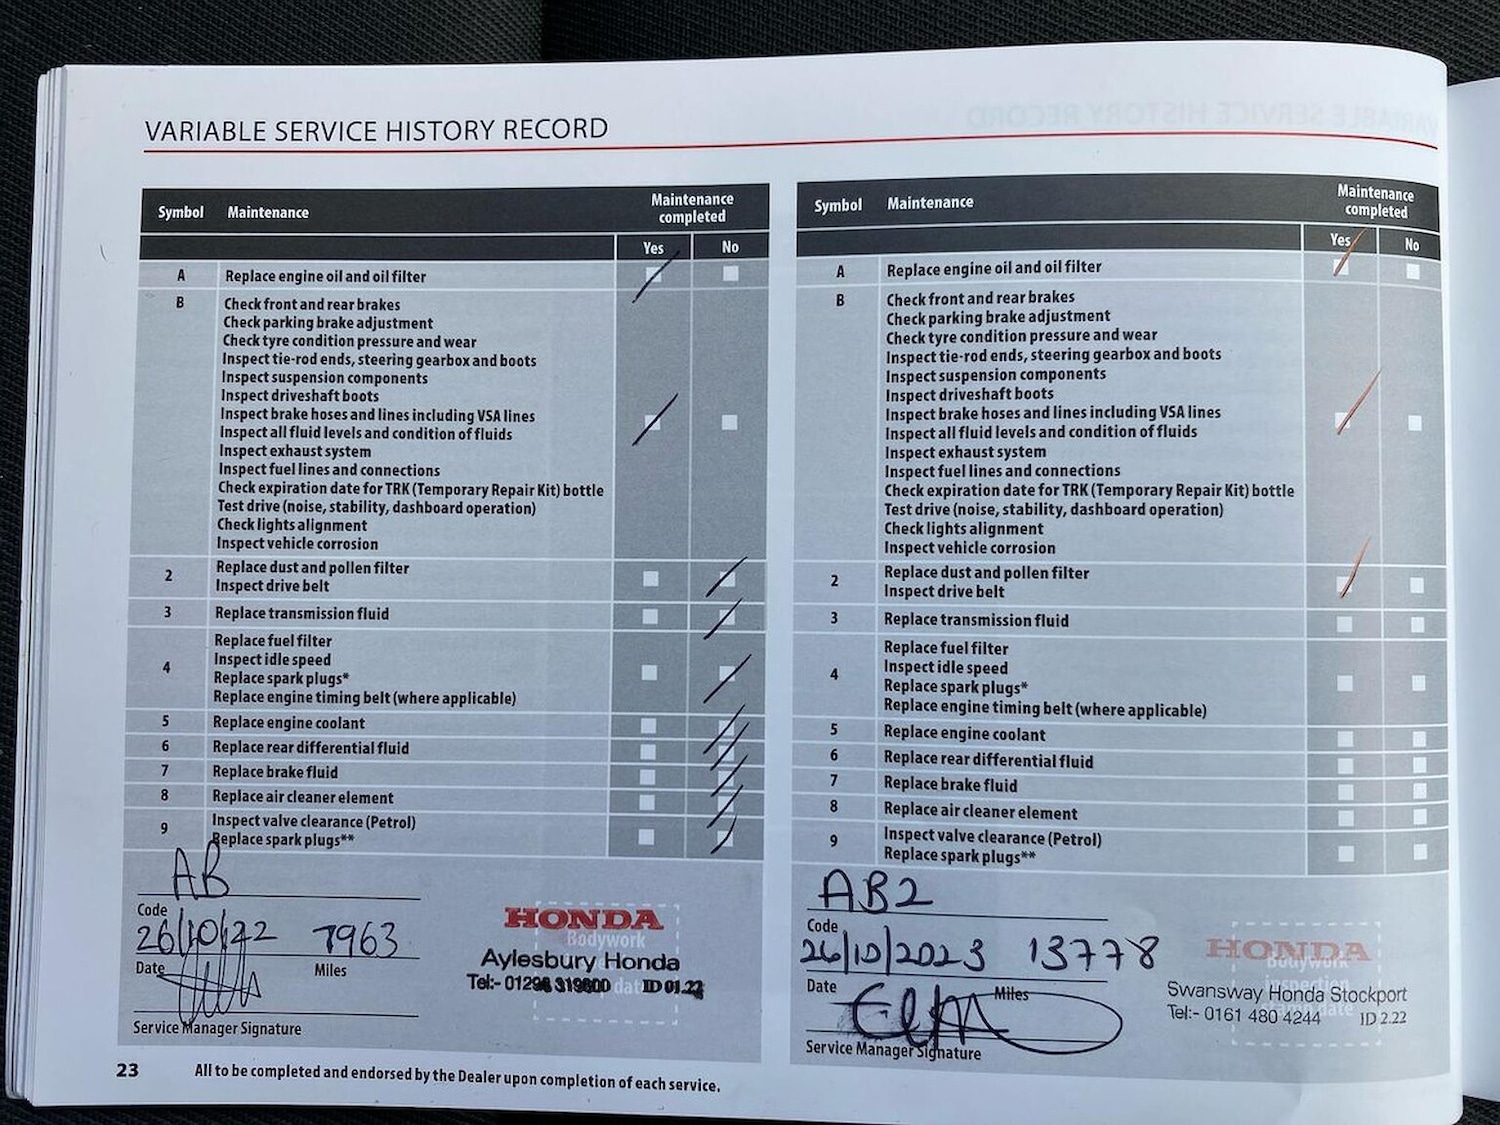 VARIABLE SERVICE HISTORY RECORD
Symbol Maintenance Maintenance completed
Yes No
A Replace engine oil and oil filter
B Check front and rear brakes
Check parking brake adjustment
Check tyre condition pressure and wear
Inspect tie-rod ends, steering gearbox and boots
Inspect suspension components
Inspect driveshaft boots
Inspect brake hoses and lines including VSA lines
Inspect all fluid levels and condition of fluids
Inspect exhaust system
Inspect fuel lines and connections
Check expiration date for TRK (Temporary Repair Kit) bottle
Test drive (noise, stability, dashboard operation)
Check lights alignment
Inspect vehicle corrosion
2 Replace dust and pollen filter
Inspect drive belt
3 Replace transmission fluid
4 Replace fuel filter
Inspect idle speed
Replace spark plugs*
Replace engine timing belt (where applicable)
5 Replace engine coolant
6 Replace rear differential fluid
7 Replace brake fluid
8 Replace air cleaner element
9 Inspect valve clearance (Petrol)
Replace spark plugs**
AB
Code
26/10/22 7963
Date Miles
Service Manager Signature
HONDA
Bodywork
Aylesbury Honda
Tel:- 01296 319800 ID 01.22
Symbol Maintenance Maintenance completed
Yes No
A Replace engine oil and oil filter
B Check front and rear brakes
Check parking brake adjustment
Check tyre condition pressure and wear
Inspect tie-rod ends, steering gearbox and boots
Inspect suspension components
Inspect driveshaft boots
Inspect brake hoses and lines including VSA lines
Inspect all fluid levels and condition of fluids
Inspect exhaust system
Inspect fuel lines and connections
Check expiration date for TRK (Temporary Repair Kit) bottle
Test drive (noise, stability, dashboard operation)
Check lights alignment
Inspect vehicle corrosion
2 Replace dust and pollen filter
Inspect drive belt
3 Replace transmission fluid
4 Replace fuel filter
Inspect idle speed
Replace spark plugs*
Replace engine timing belt (where applicable)
5 Replace engine coolant
6 Replace rear differential fluid
7 Replace brake fluid
8 Replace air cleaner element
9 Inspect valve clearance (Petrol)
Replace spark plugs**
AB2
Code
26/10/2023 13778
Date Miles
Service Manager Signature
HONDA
Bodywork
Inspection
Swansway Honda Stockport
Tel:- 0161 480 4244 ID 2.22
23 All to be completed and endorsed by the Dealer upon completion of each service.